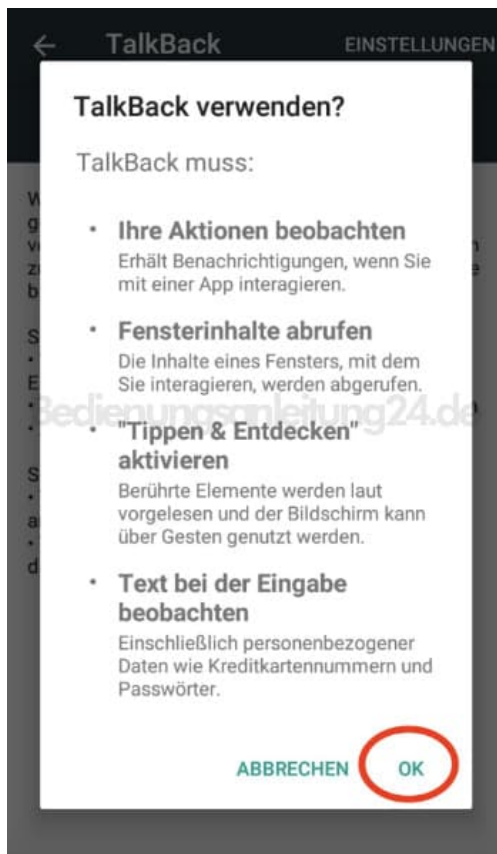 ← TalkBack EINSTELLUNGEN
TalkBack verwenden?
TalkBack muss:
• Ihre Aktionen beobachten
Erhält Benachrichtigungen, wenn Sie
mit einer App interagieren.
• Fensterinhalte abrufen
Die Inhalte eines Fensters, mit dem
Sie interagieren, werden abgerufen.
Bedienungsanleitung24.de
• "Tippen & Entdecken"
aktivieren
Berührte Elemente werden laut
vorgelesen und der Bildschirm kann
über Gesten genutzt werden.
• Text bei der Eingabe
beobachten
Einschließlich personenbezogener
Daten wie Kreditkartennummern und
Passwörter.
ABBRECHEN OK